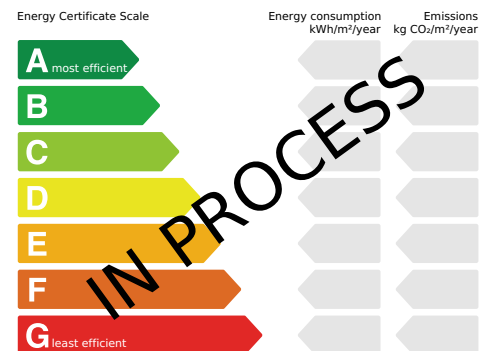 Energy Certificate Scale
Energy consumption
kWh/m²/year
Emissions
kg CO₂/m²/year
A most efficient
B
C
D
E
F
G least efficient
IN PROCESS